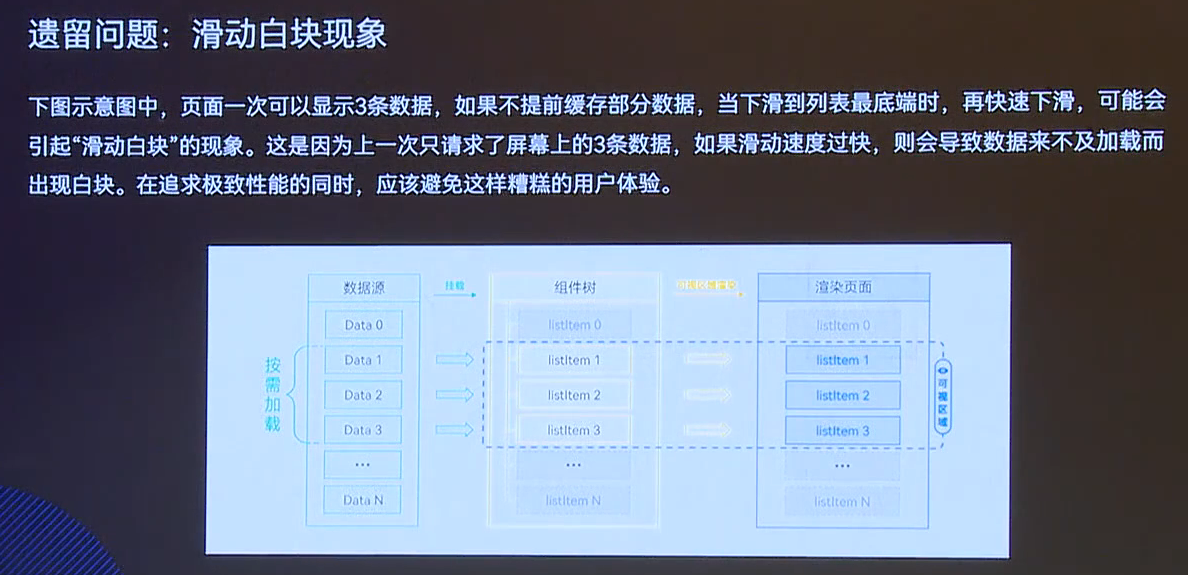 遗留问题：滑动白块现象
下图示意图中，页面一次可以显示3条数据，如果不提前缓存部分数据，当下滑到列表最底端时，再快速下滑，可能会
引起“滑动白块”的现象。这是因为上一次只请求了屏幕上的3条数据，如果滑动速度过快，则会导致数据来不及加载而
出现白块。在追求极致性能的同时，应该避免这样糟糕的用户体验。
数据源
挂载
组件树
可视区域渲染
渲染页面
Data 0
listItem 0
listItem 0
按需加载
Data 1
listItem 1
listItem 1
Data 2
listItem 2
listItem 2
Data 3
listItem 3
listItem 3
可视区域
...
...
...
Data N
listItem N
listItem N